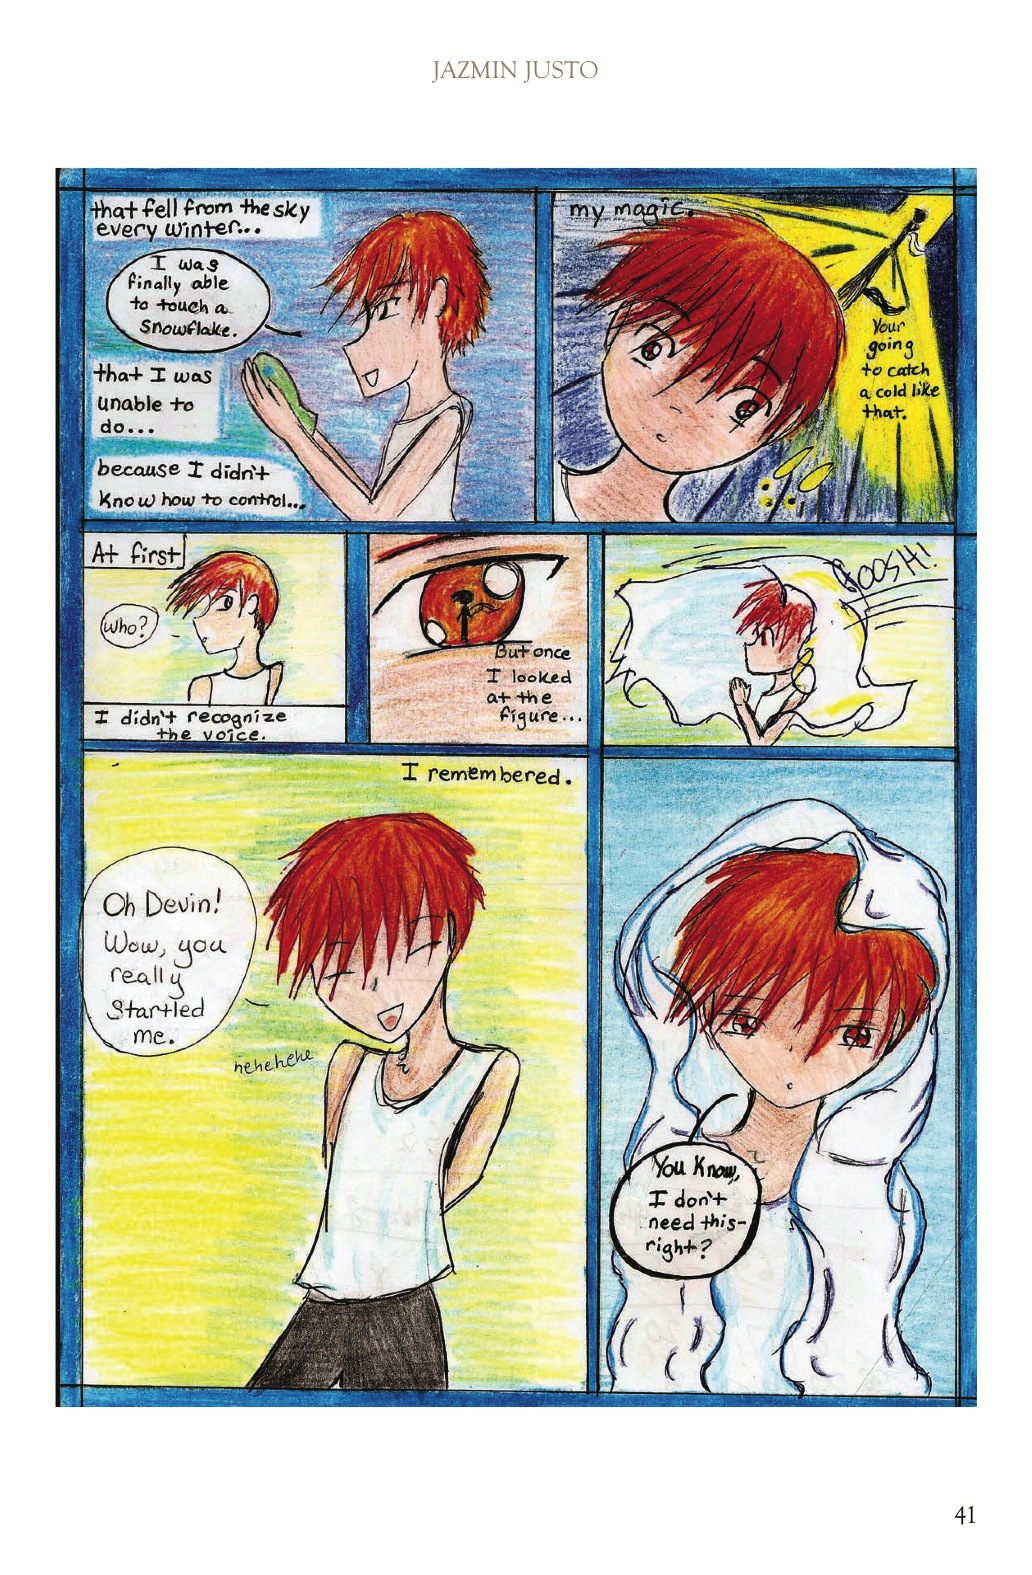 JAZMIN JUSTO
that fell from the sky
every winter...
I was
finally able
to touch a
snowflake.
that I was
unable to
do...
because I didn't
know how to control...
my magic.
Your
going
to catch
a cold like
that.
At first
Who?
I didn't recognize
the voice.
But once
I looked
at the
figure...
HOOSH!
I remembered.
Oh Devin!
Wow, you
really
startled
me.
hehehehe
You know,
I don't
need this-
right?
41